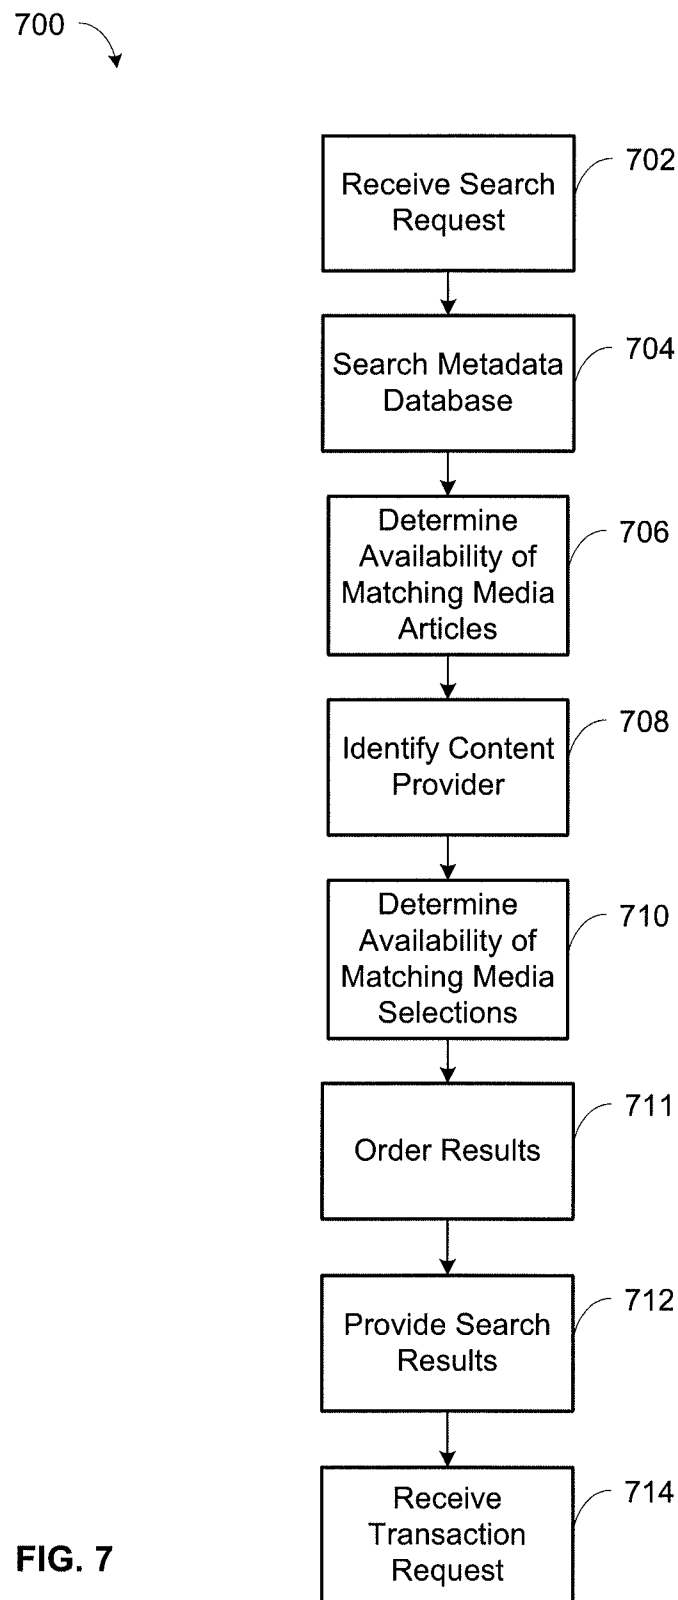 700
702
Receive Search
Request
704
Search Metadata
Database
706
Determine
Availability of
Matching Media
Articles
708
Identify Content
Provider
710
Determine
Availability of
Matching Media
Selections
711
Order Results
712
Provide Search
Results
714
Receive
Transaction
Request
FIG. 7